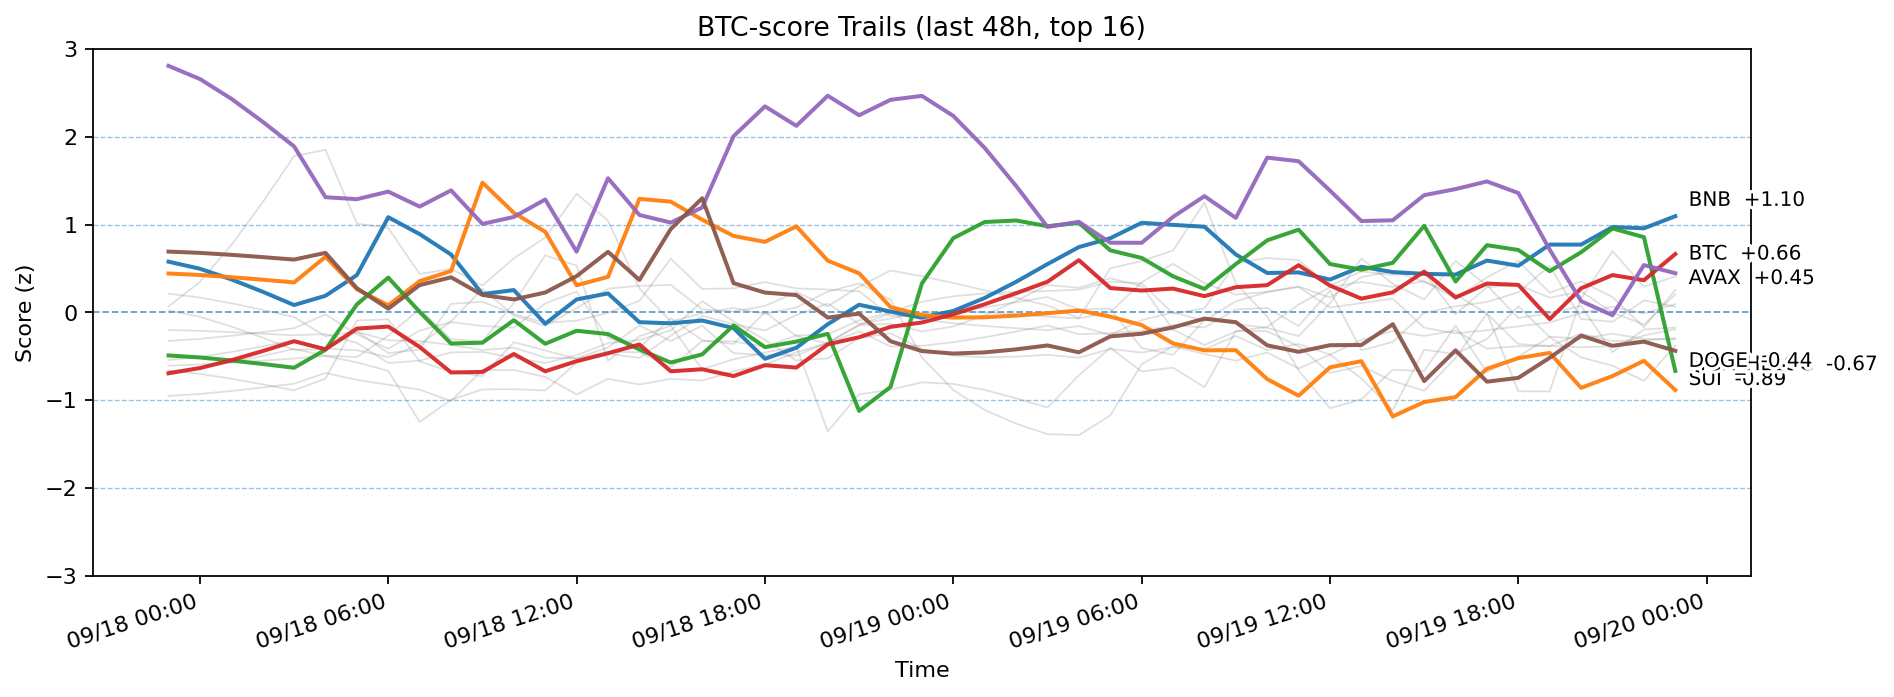 BTC-score Trails (last 48h, top 16)
Score (z)
3
2
1
0
−1
−2
−3
BNB +1.10
BTC +0.66
AVAX +0.45
DOGE -0.44
-0.67
SUI -0.89
09/18 00:00
09/18 06:00
09/18 12:00
09/18 18:00
09/19 00:00
09/19 06:00
09/19 12:00
09/19 18:00
09/20 00:00
Time